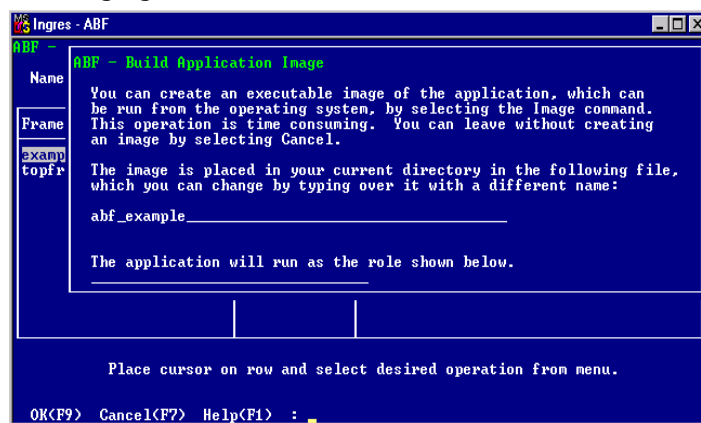 Ingres - ABF
ABF -
ABF - Build Application Image
Name
You can create an executable image of the application, which can
be run from the operating system, by selecting the Image command.
Frame
This operation is time consuming. You can leave without creating
an image by selecting Cancel.
examp
topfr
The image is placed in your current directory in the following file,
which you can change by typing over it with a different name:
abf_example
The application will run as the role shown below.
Place cursor on row and select desired operation from menu.
OK(F9) Cancel(F7) Help(F1) :